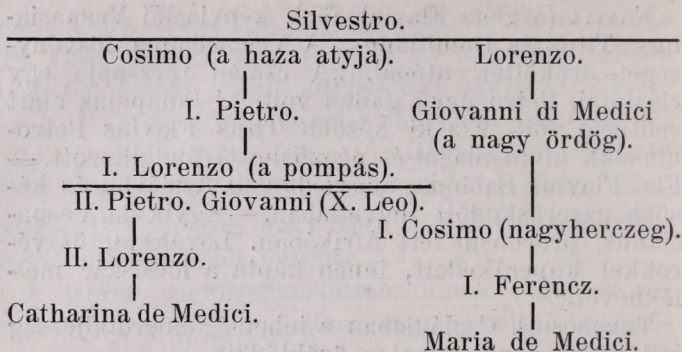 Silvestro.
Cosimo (a haza atyja). Lorenzo.
I. Pietro. Giovanni di Medici
(a nagy ördög).
I. Lorenzo (a pompás).
II. Pietro. Giovanni (X. Leo).
I. Cosimo (nagyherczeg).
II. Lorenzo.
I. Ferencz.
Catharina de Medici.
Maria de Medici.